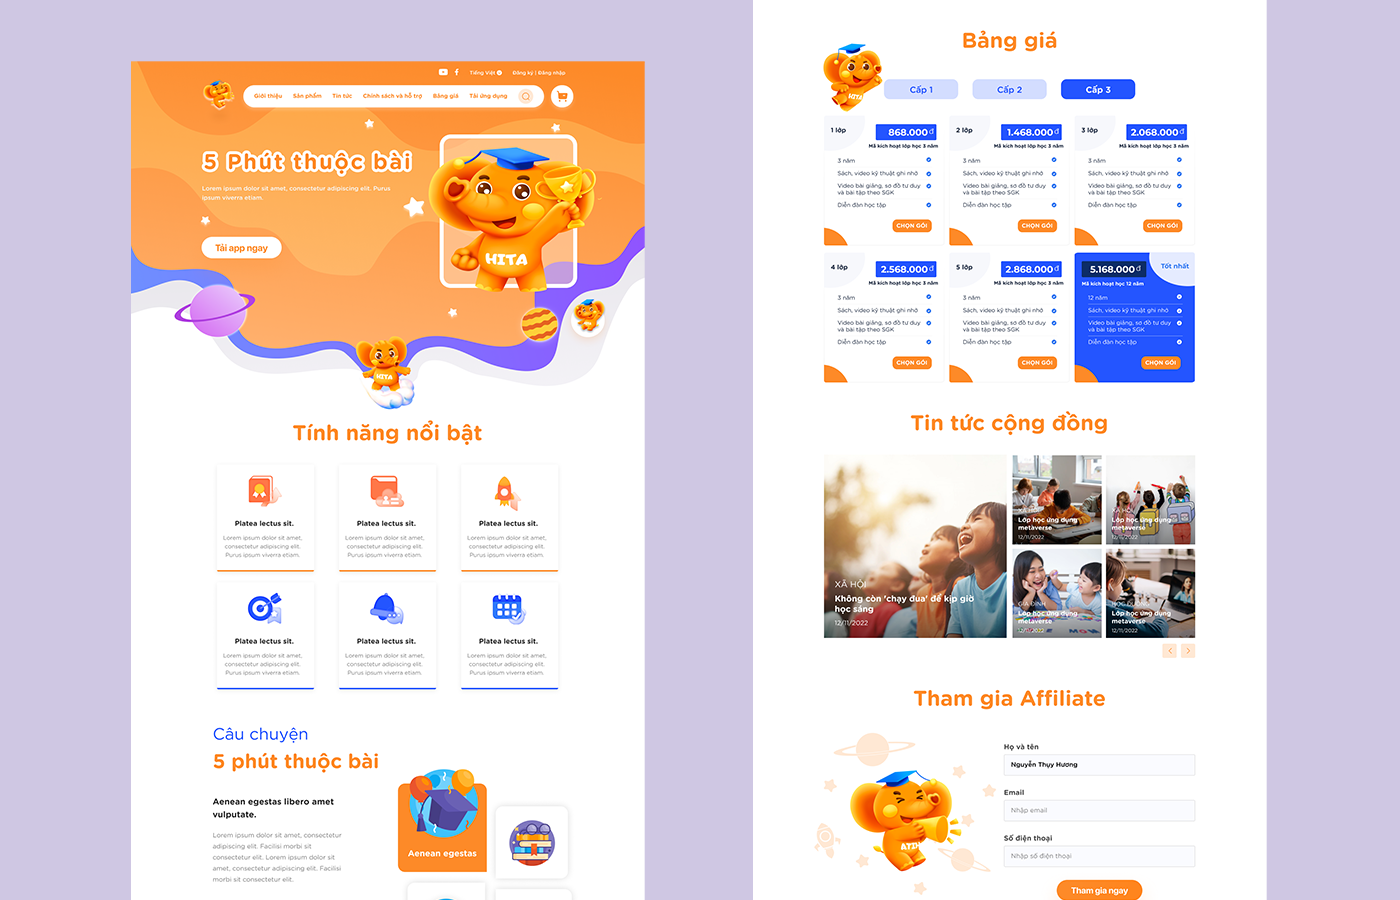 Tiếng Việt
Đăng ký | Đăng nhập
Giới thiệu
Sản phẩm
Tin tức
Chính sách và hỗ trợ
Bảng giá
Tải ứng dụng
5 Phút thuộc bài
Lorem ipsum dolor sit amet, consectetur adipiscing elit. Purus
ipsum viverra etiam.
Tải app ngay
HITA
HITA
Tính năng nổi bật
Platea lectus sit.
Lorem ipsum dolor sit amet,
consectetur adipiscing elit.
Purus ipsum viverra etiam.
Platea lectus sit.
Lorem ipsum dolor sit amet,
consectetur adipiscing elit.
Purus ipsum viverra etiam.
Platea lectus sit.
Lorem ipsum dolor sit amet,
consectetur adipiscing elit.
Purus ipsum viverra etiam.
Platea lectus sit.
Lorem ipsum dolor sit amet,
consectetur adipiscing elit.
Purus ipsum viverra etiam.
Platea lectus sit.
Lorem ipsum dolor sit amet,
consectetur adipiscing elit.
Purus ipsum viverra etiam.
Platea lectus sit.
Lorem ipsum dolor sit amet,
consectetur adipiscing elit.
Purus ipsum viverra etiam.
Câu chuyện
5 phút thuộc bài
Aenean egestas libero amet
vulputate.
Lorem ipsum dolor sit amet, consectetur
adipiscing elit. Facilisi morbi sit
consectetur elit. Lorem ipsum dolor sit
amet, consectetur adipiscing elit. Facilisi
morbi sit consectetur elit.
Aenean egestas
Bảng giá
HITA
Cấp 1
Cấp 2
Cấp 3
1 lớp
868.000đ
Mã kích hoạt lớp học 3 năm
3 năm
Sách, video kỹ thuật ghi nhớ
Video bài giảng, sơ đồ tư duy
và bài tập theo SGK
Diễn đàn học tập
CHỌN GÓI
2 lớp
1.468.000đ
Mã kích hoạt lớp học 3 năm
3 năm
Sách, video kỹ thuật ghi nhớ
Video bài giảng, sơ đồ tư duy
và bài tập theo SGK
Diễn đàn học tập
CHỌN GÓI
3 lớp
2.068.000đ
Mã kích hoạt lớp học 3 năm
3 năm
Sách, video kỹ thuật ghi nhớ
Video bài giảng, sơ đồ tư duy
và bài tập theo SGK
Diễn đàn học tập
CHỌN GÓI
4 lớp
2.568.000đ
Mã kích hoạt lớp học 3 năm
3 năm
Sách, video kỹ thuật ghi nhớ
Video bài giảng, sơ đồ tư duy
và bài tập theo SGK
Diễn đàn học tập
CHỌN GÓI
5 lớp
2.868.000đ
Mã kích hoạt lớp học 3 năm
3 năm
Sách, video kỹ thuật ghi nhớ
Video bài giảng, sơ đồ tư duy
và bài tập theo SGK
Diễn đàn học tập
CHỌN GÓI
5.168.000đ
Tốt nhất
Mã kích hoạt học 12 năm
12 năm
Sách, video kỹ thuật ghi nhớ
Video bài giảng, sơ đồ tư duy
và bài tập theo SGK
Diễn đàn học tập
CHỌN GÓI
Tin tức cộng đồng
XÃ HỘI
Không còn 'chạy đua' để kịp giờ
học sáng
12/11/2022
XÃ HỘI
Lớp học ứng dụng
metaverse
12/11/2022
XÃ HỘI
Lớp học ứng dụng
metaverse
12/11/2022
GIA ĐÌNH
Lớp học ứng dụng
metaverse
12/11/2022
HỌC ĐƯỜNG
Lớp học ứng dụng
metaverse
12/11/2022
Tham gia Affiliate
Họ và tên
Nguyễn Thụy Hương
Email
Nhập email
Số điện thoại
Nhập số điện thoại
Tham gia ngay